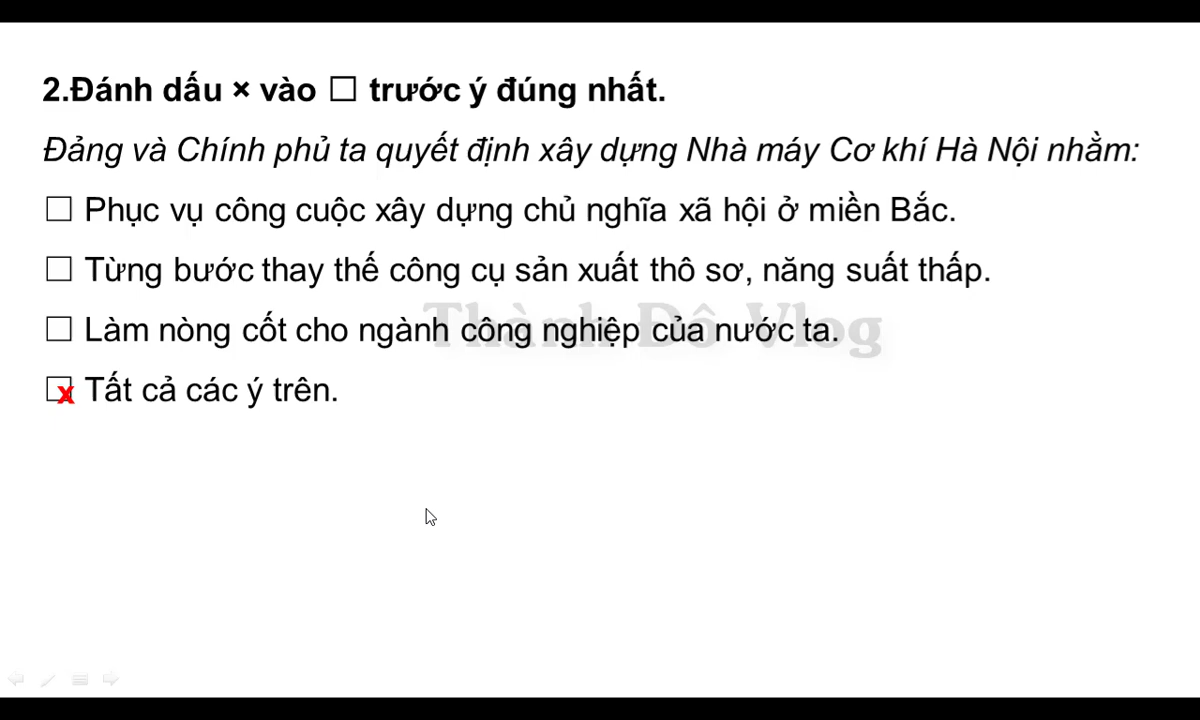 2.Đánh dấu × vào ☐ trước ý đúng nhất.
Đảng và Chính phủ ta quyết định xây dựng Nhà máy Cơ khí Hà Nội nhằm:
☐ Phục vụ công cuộc xây dựng chủ nghĩa xã hội ở miền Bắc.
☐ Từng bước thay thế công cụ sản xuất thô sơ, năng suất thấp.
☐ Làm nòng cốt cho ngành công nghiệp của nước ta.
Thành Đô Vlog
☐x Tất cả các ý trên.